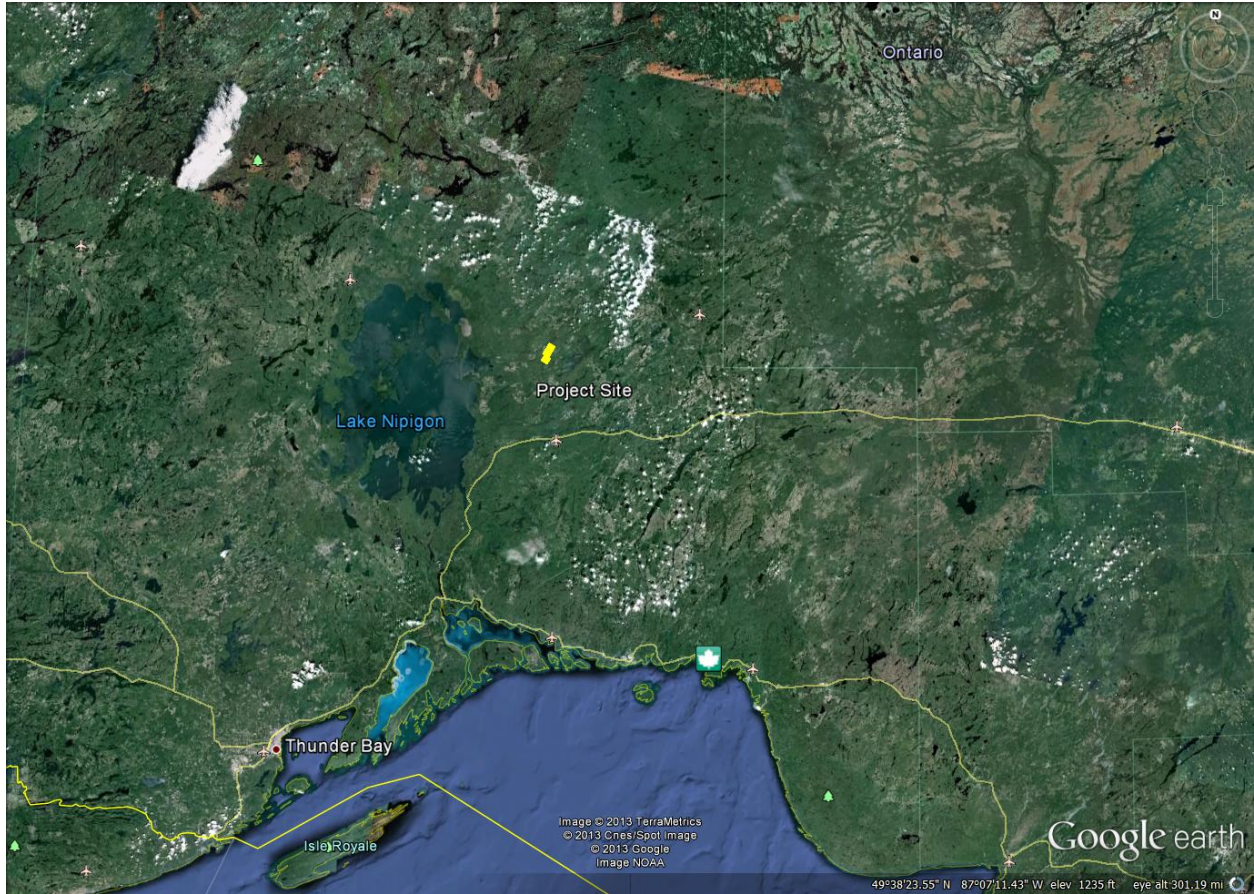 N
Ontario
Project Site
Lake Nipigon
Thunder Bay
Isle Royale
Image © 2013 TerraMetrics
© 2013 Cnes/Spot Image
© 2013 Google
Image NOAA
Google earth
49°38'23.55" N 87°07'11.43" W elev 1235 ft eye alt 301.19 mi